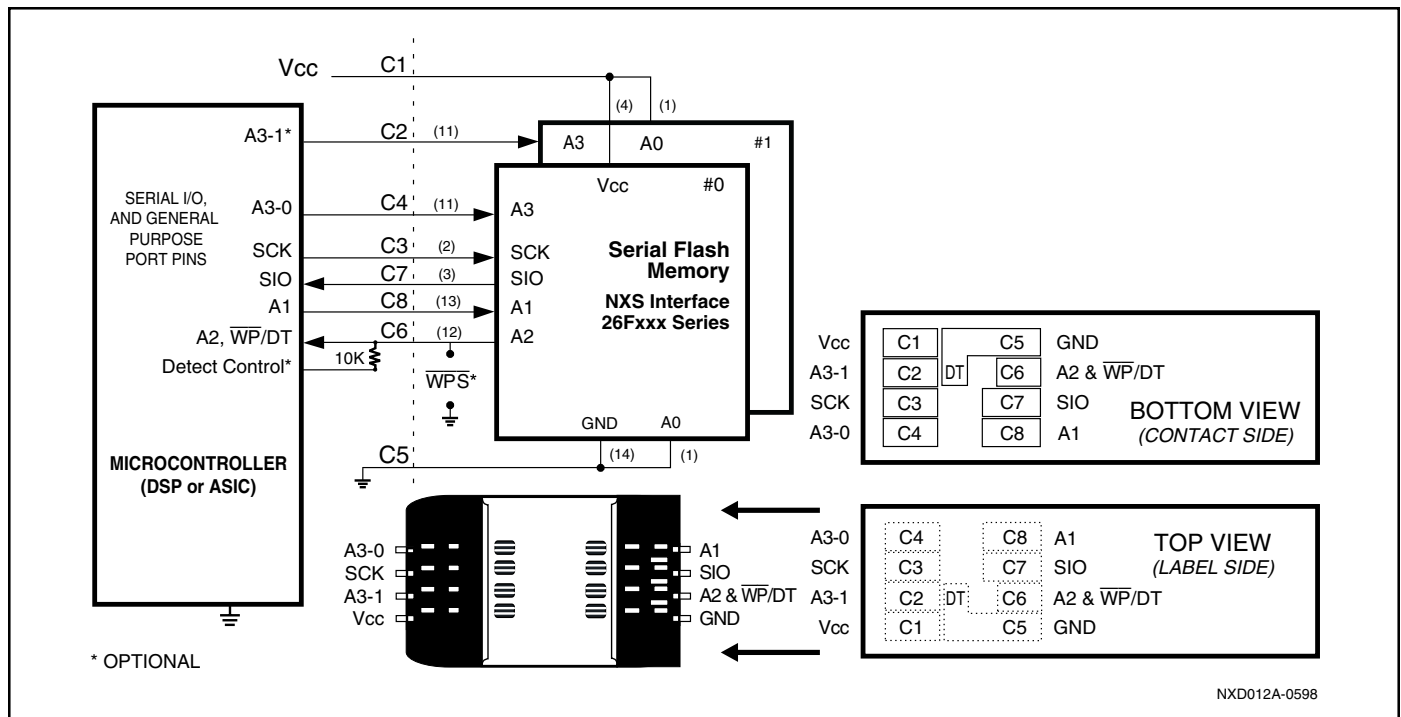 Vcc C1
(4) (1)
A3-1* C2 (11) A3 A0 #1
Vcc #0
SERIAL I/O,
AND GENERAL
PURPOSE
PORT PINS
A3-0 C4 (11) A3
SCK C3 (2) SCK
SIO C7 (3) SIO
A1 C8 (13) A1
A2, WP/DT C6 (12) A2
Detect Control* 10K
WPS*
Serial Flash
Memory
NXS Interface
26Fxxx Series
GND A0
C5 (14) (1)
MICROCONTROLLER
(DSP or ASIC)
Vcc C1 C5 GND
A3-1 C2 DT C6 A2 & WP/DT
SCK C3 C7 SIO
A3-0 C4 C8 A1
BOTTOM VIEW
(CONTACT SIDE)
A3-0 A1
SCK SIO
A3-1 A2 & WP/DT
Vcc GND
A3-0 C4 C8 A1
SCK C3 C7 SIO
A3-1 C2 DT C6 A2 & WP/DT
Vcc C1 C5 GND
TOP VIEW
(LABEL SIDE)
* OPTIONAL
NXD012A-0598